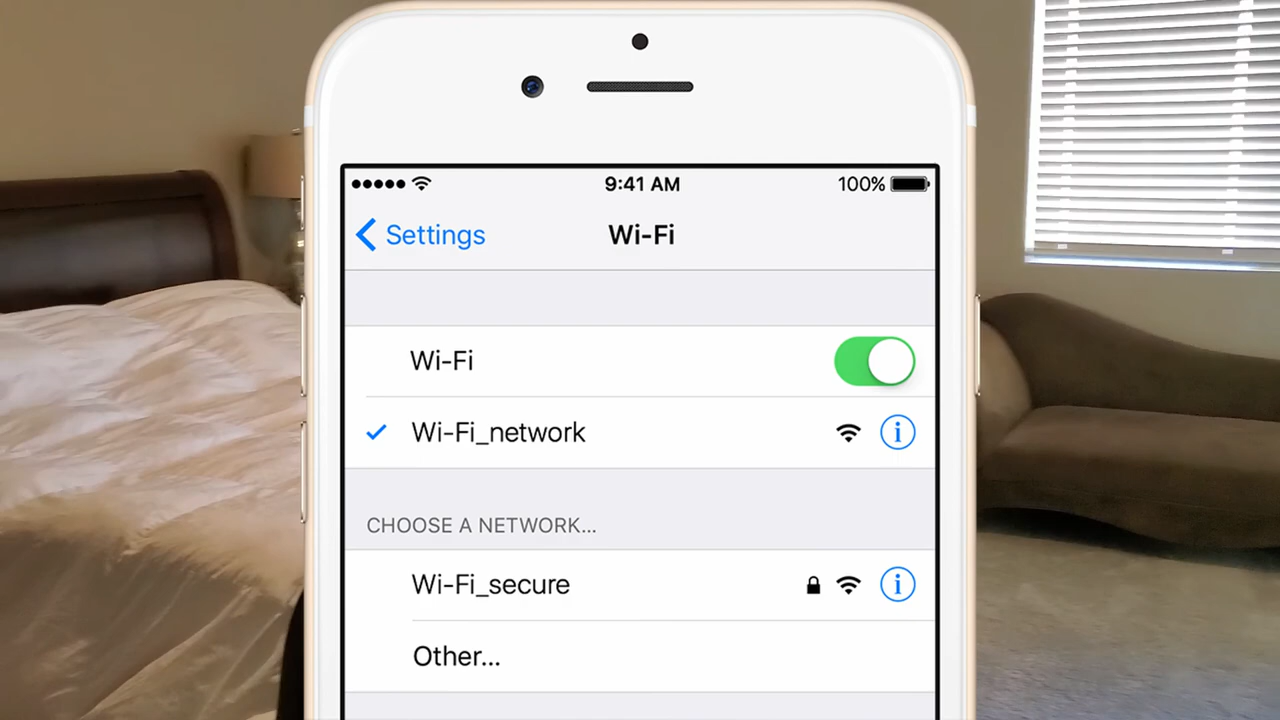 9:41 AM
100%
Settings
Wi-Fi
Wi-Fi
Wi-Fi_network
CHOOSE A NETWORK...
Wi-Fi_secure
Other...